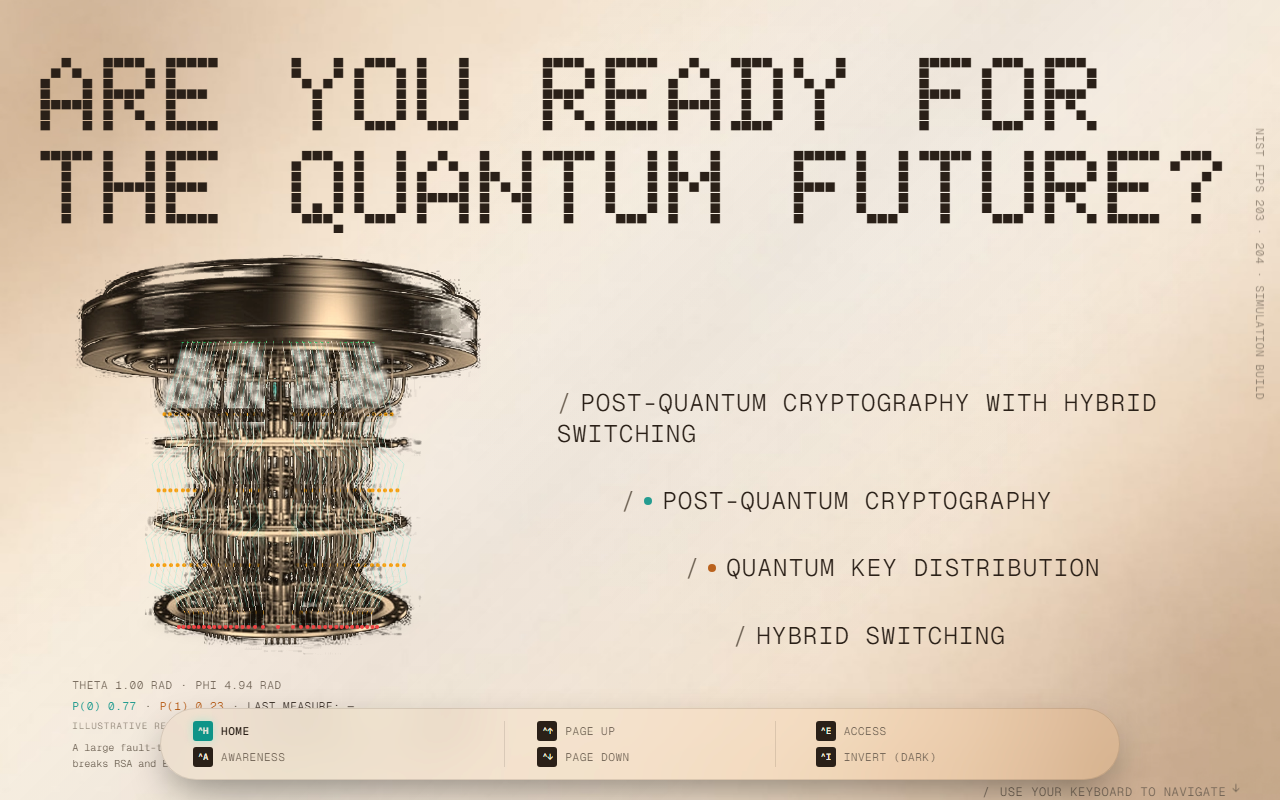 ARE YOU READY FOR
THE QUANTUM FUTURE?
NIST FIPS 203 · 204 · SIMULATION BUILD
/ POST-QUANTUM CRYPTOGRAPHY WITH HYBRID
SWITCHING
/ • POST-QUANTUM CRYPTOGRAPHY
/ • QUANTUM KEY DISTRIBUTION
/ HYBRID SWITCHING
THETA 1.00 RAD · PHI 4.94 RAD
P(0) 0.77 · P(1) 0.23 · LAST MEASURE: —
ILLUSTRATIVE
A large
breaks RSA and
^H HOME
^A AWARENESS
^↑ PAGE UP
^↓ PAGE DOWN
^E ACCESS
^I INVERT (DARK)
/ USE YOUR KEYBOARD TO NAVIGATE ↓